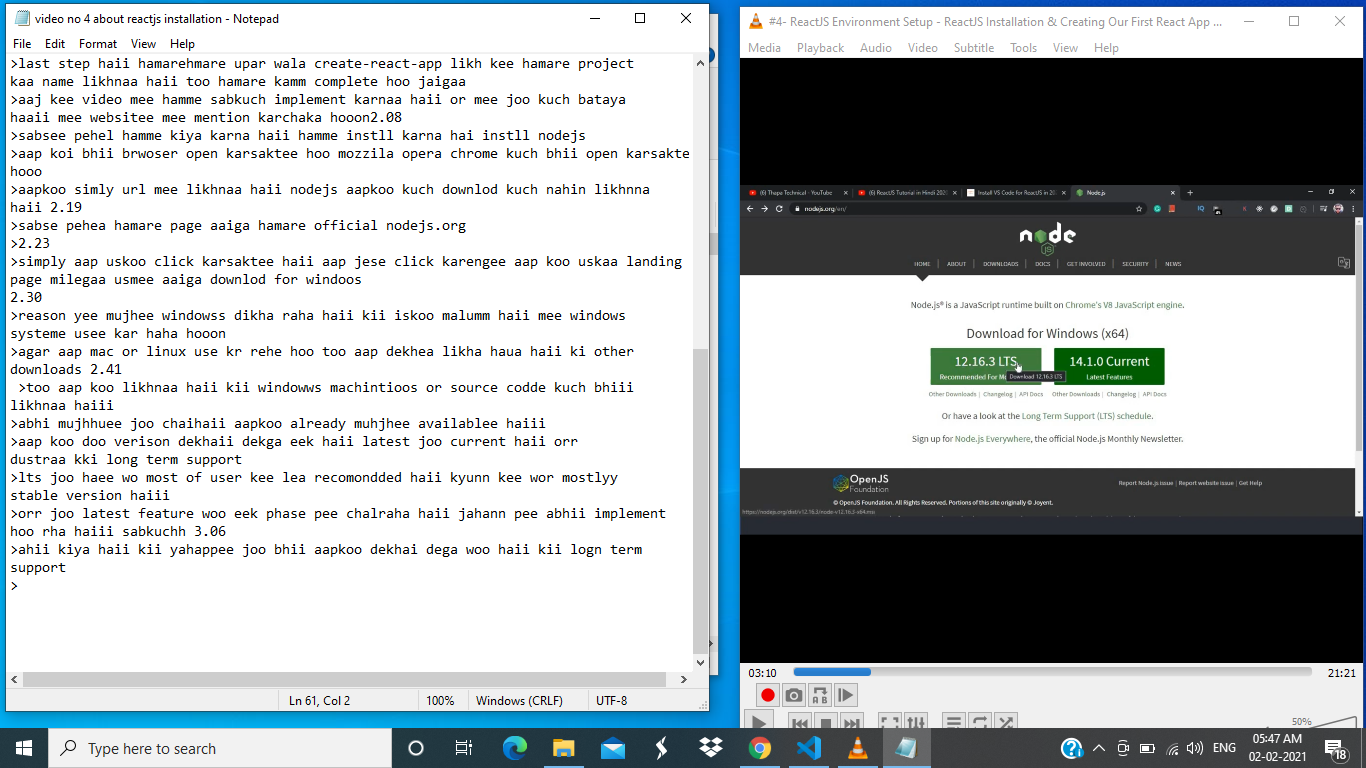 video no 4 about reactjs installation - Notepad
File Edit Format View Help
>last step haii hamarehmare upar wala create-react-app likh kee hamare project
kaa name likhnaa haii too hamare kamm complete hoo jaigaa
>aaj kee video mee hamme sabkuch implement karnaa haii or mee joo kuch bataya
haaii mee websitee mee mention karchaka hooon2.08
>sabsee pehel hamme kiya karna haii hamme instll karna hai instll nodejs
>aap koi bhii brwoser open karsaktee hoo mozzila opera chrome kuch bhii open karsakte
hooo
>aapkoo simly url mee likhnaa haii nodejs aapkoo kuch downlod kuch nahin likhnna
haii 2.19
>sabse pehea hamare page aaiga hamare official nodejs.org
>2.23
>simply aap uskoo click karsaktee haii aap jese click karengee aap koo uskaa landing
page milegaa usmee aaiga downlod for windoos
2.30
>reason yee mujhee windowss dikha raha haii kii iskoo malumm haii mee windows
systeme usee kar haha hooon
>agar aap mac or linux use kr rehe hoo too aap dekhea likha haua haii ki other
downloads 2.41
>too aap koo likhnaa haii kii windowws machintioos or source codde kuch bhiii
likhnaa haiii
>abhi mujhhuee joo chaihaii aapkoo already muhjhee availablee haiii
>aap koo doo verison dekhaii dekga eek haii latest joo current haii orr
dustraa kki long term support
>lts joo haee wo most of user kee lea recomondded haii kyunn kee wor mostlyy
stable version haiii
>orr joo latest feature woo eek phase pee chalraha haii jahann pee abhii implement
hoo rha haiii sabkuchh 3.06
>ahii kiya haii kii yahappee joo bhii aapkoo dekhai dega woo haii kii logn term
support
>
Ln 61, Col 2 100% Windows (CRLF) UTF-8
#4- ReactJS Environment Setup - ReactJS Installation & Creating Our First React App ...
Media Playback Audio Video Subtitle Tools View Help
(6) Thapa Technical - YouTube (6) ReactJS Tutorial in Hindi 202 Install VS Code for ReactJS in 20 Node.js
nodejs.org/en/
node
JS
HOME ABOUT DOWNLOADS DOCS GET INVOLVED SECURITY NEWS
Node.js® is a JavaScript runtime built on Chrome's V8 JavaScript engine.
Download for Windows (x64)
12.16.3 LTS 14.1.0 Current
Recommended For M Download 12.16.3 LTS Latest Features
Other Downloads | Changelog | API Docs Other Downloads | Changelog | API Docs
Or have a look at the Long Term Support (LTS) schedule.
Sign up for Node.js Everywhere, the official Node.js Monthly Newsletter.
OpenJS
Foundation
Report Node.js issue | Report website issue | Get Help
© OpenJS Foundation. All Rights Reserved. Portions of this site originally © Joyent.
https://nodejs.org/dist/v12.16.3/node-v12.16.3-x64.msi
03:10 21:21
50%
Type here to search
ENG
05:47 AM
02-02-2021
18